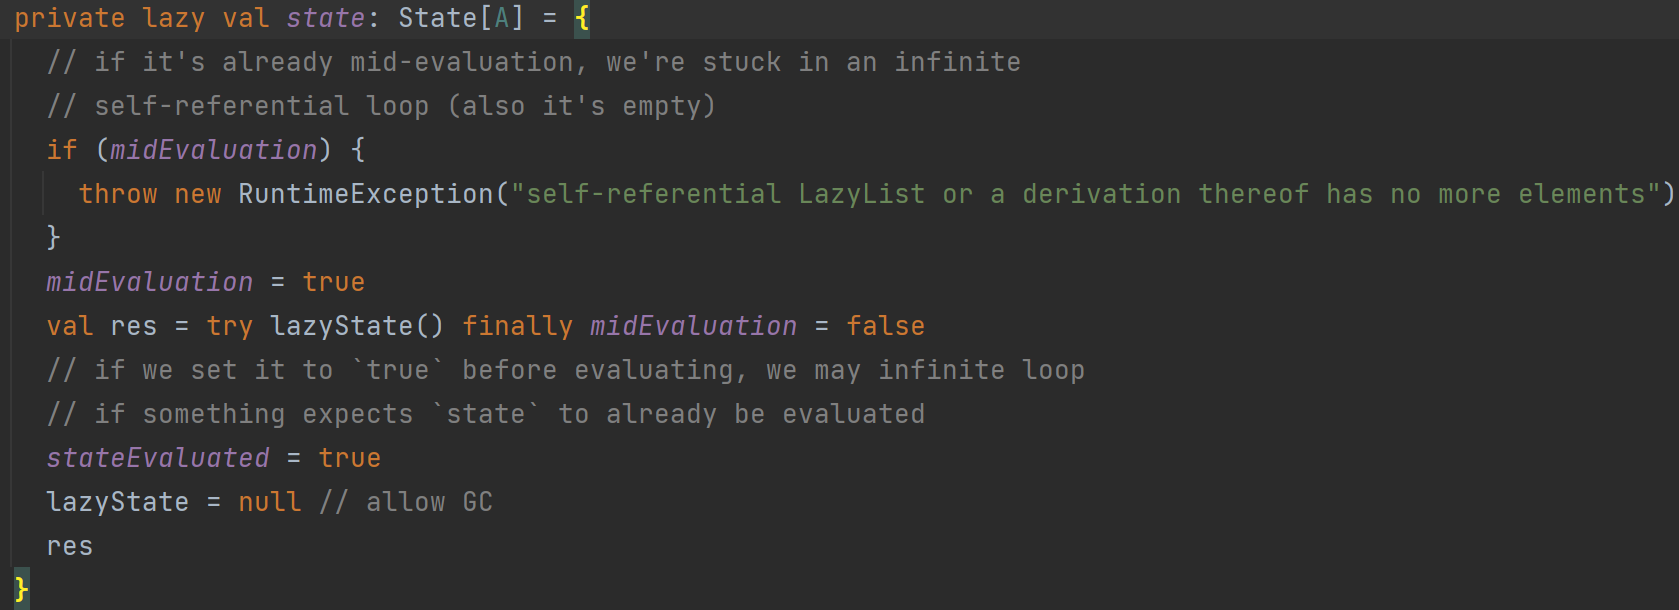 private lazy val state: State[A] = {
// if it's already mid-evaluation, we're stuck in an infinite
// self-referential loop (also it's empty)
if (midEvaluation) {
throw new RuntimeException("self-referential LazyList or a derivation thereof has no more elements")
}
midEvaluation = true
val res = try lazyState() finally midEvaluation = false
// if we set it to `true` before evaluating, we may infinite loop
// if something expects `state` to already be evaluated
stateEvaluated = true
lazyState = null // allow GC
res
}